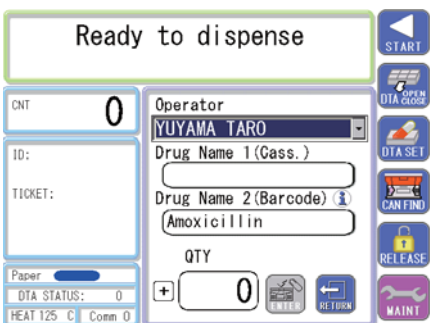 Ready to dispense
START
CNT 0
Operator
YUYAMA TARO
DTA OPEN CLOSE
ID:
TICKET:
Drug Name 1(Cass.)
DTA SET
Drug Name 2(Barcode) i
Amoxicillin
CAN FIND
QTY
+ 0
ENTER
RETURN
RELEASE
Paper
DTA STATUS: 0
HEAT 125 C Comm 0
MAINT